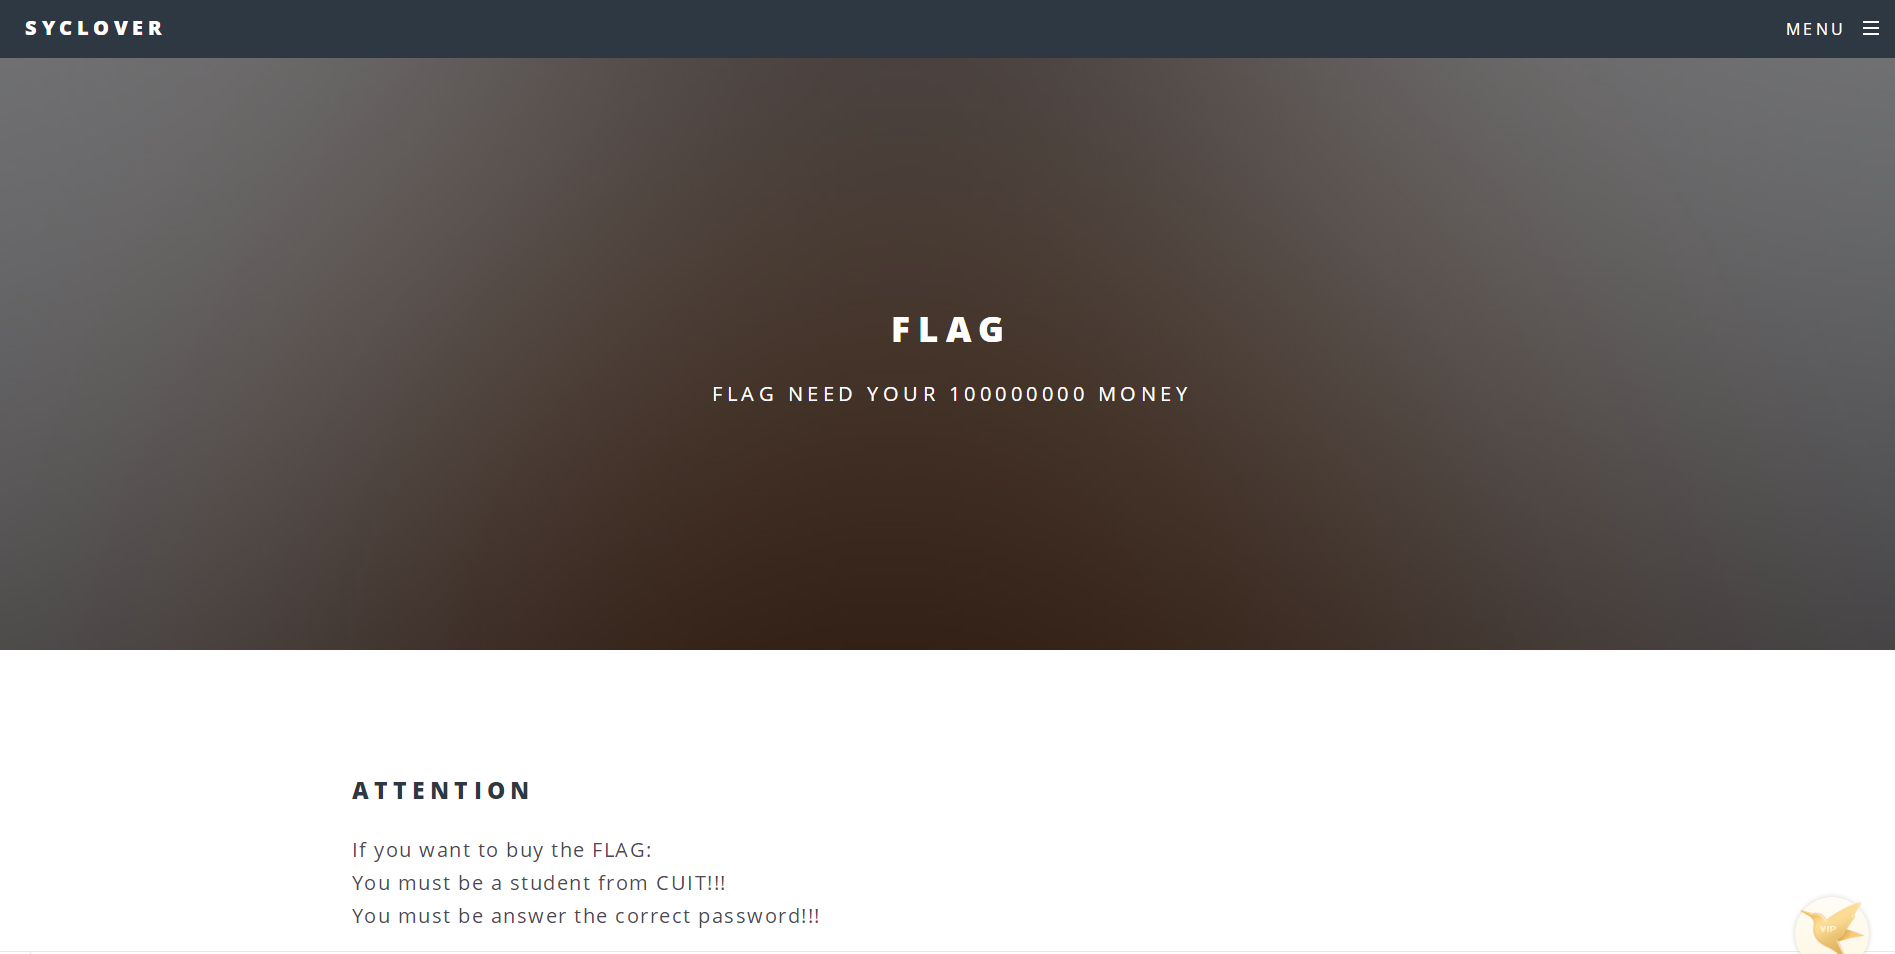 SYCLOVER
MENU
FLAG
FLAG NEED YOUR 100000000 MONEY
ATTENTION
If you want to buy the FLAG:
You must be a student from CUIT!!!
You must be answer the correct password!!!
VIP